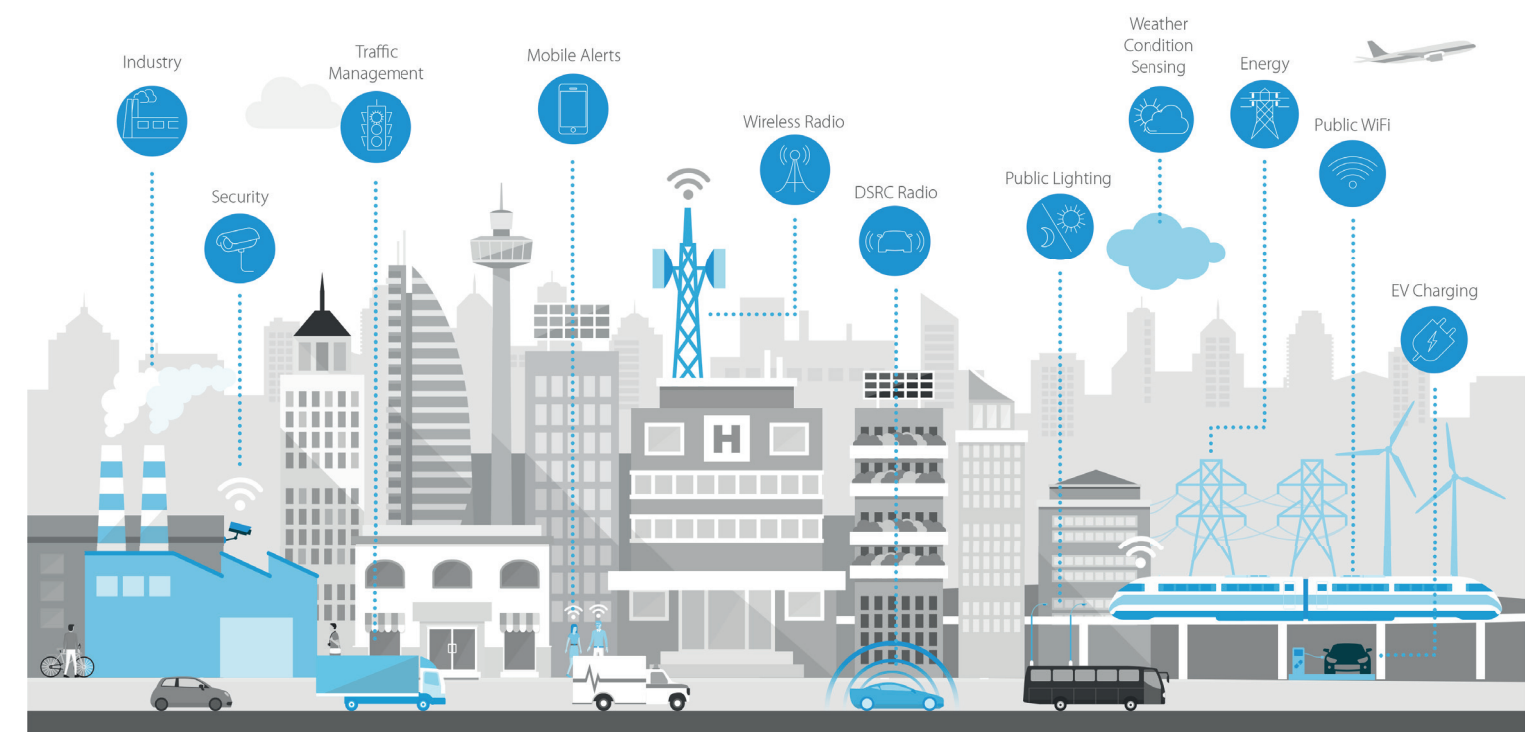 Industry
Traffic
Management
Mobile Alerts
Weather
Condition
Sensing
Energy
Wireless Radio
Public WiFi
Security
DSRC Radio
Public Lighting
EV Charging
H